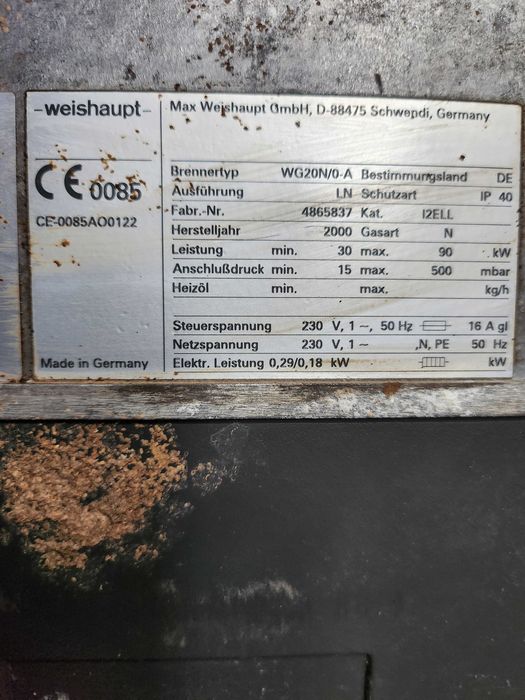 -weishaupt-
Max Weishaupt GmbH, D-88475 Schwendi, Germany
CE 0085
CE-0085AO0122
Brennertyp WG20N/0-A Bestimmungsland DE
Ausführung LN Schutzart IP 40
Fabr.-Nr. 4865837 Kat. I2ELL
Herstelljahr 2000 Gasart N
Leistung min. 30 max. 90 kW
Anschlußdruck min. 15 max. 500 mbar
Heizöl min. max. kg/h
Steuerspannung 230 V, 1 ~, 50 Hz 16 A gl
Netzspannung 230 V, 1 ~ ,N, PE 50 Hz
Elektr. Leistung 0,29/0,18 kW kW
Made in Germany